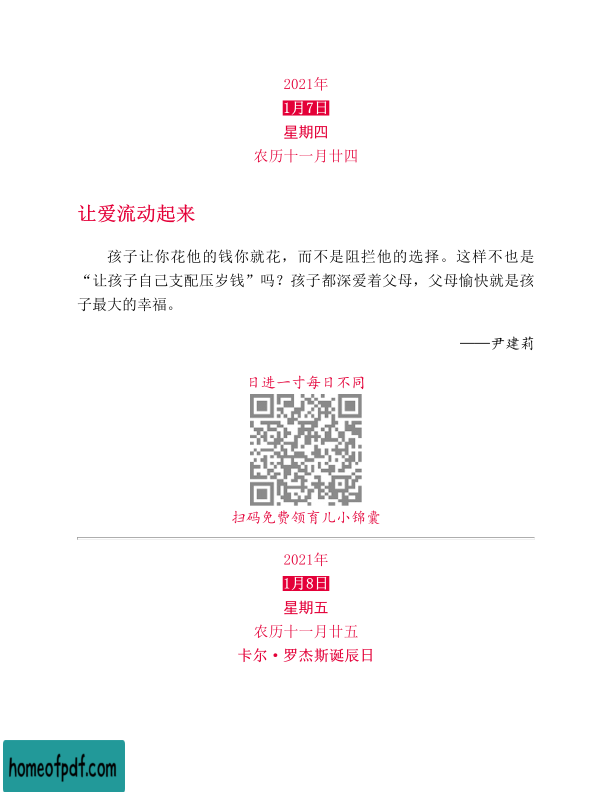 2021年
1月7日
星期四
农历十一月廿四
让爱流动起来
孩子让你花他的钱你就花，而不是阻拦他的选择。这样不也是
“让孩子自己支配压岁钱”吗？孩子都深爱着父母，父母愉快就是孩
子最大的幸福。
——尹建莉
日进一寸每日不同
扫码免费领育儿小锦囊
2021年
1月8日
星期五
农历十一月廿五
卡尔·罗杰斯诞辰日
homeofpdf.com